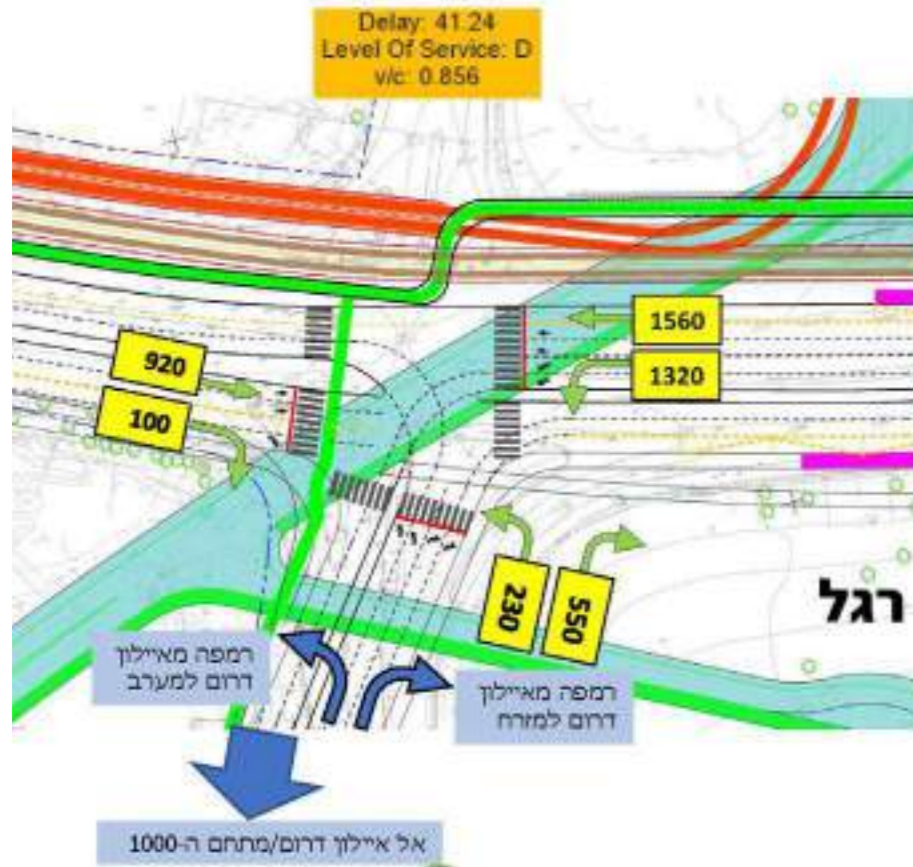 Delay: 41.24
Level Of Service: D
v/c: 0.856
1560
920
1320
100
230
550
רגל
רמפה מאיילון
דרום למערב
רמפה מאיילון
דרום למזרח
אל איילון דרום/מתחם ה-1000